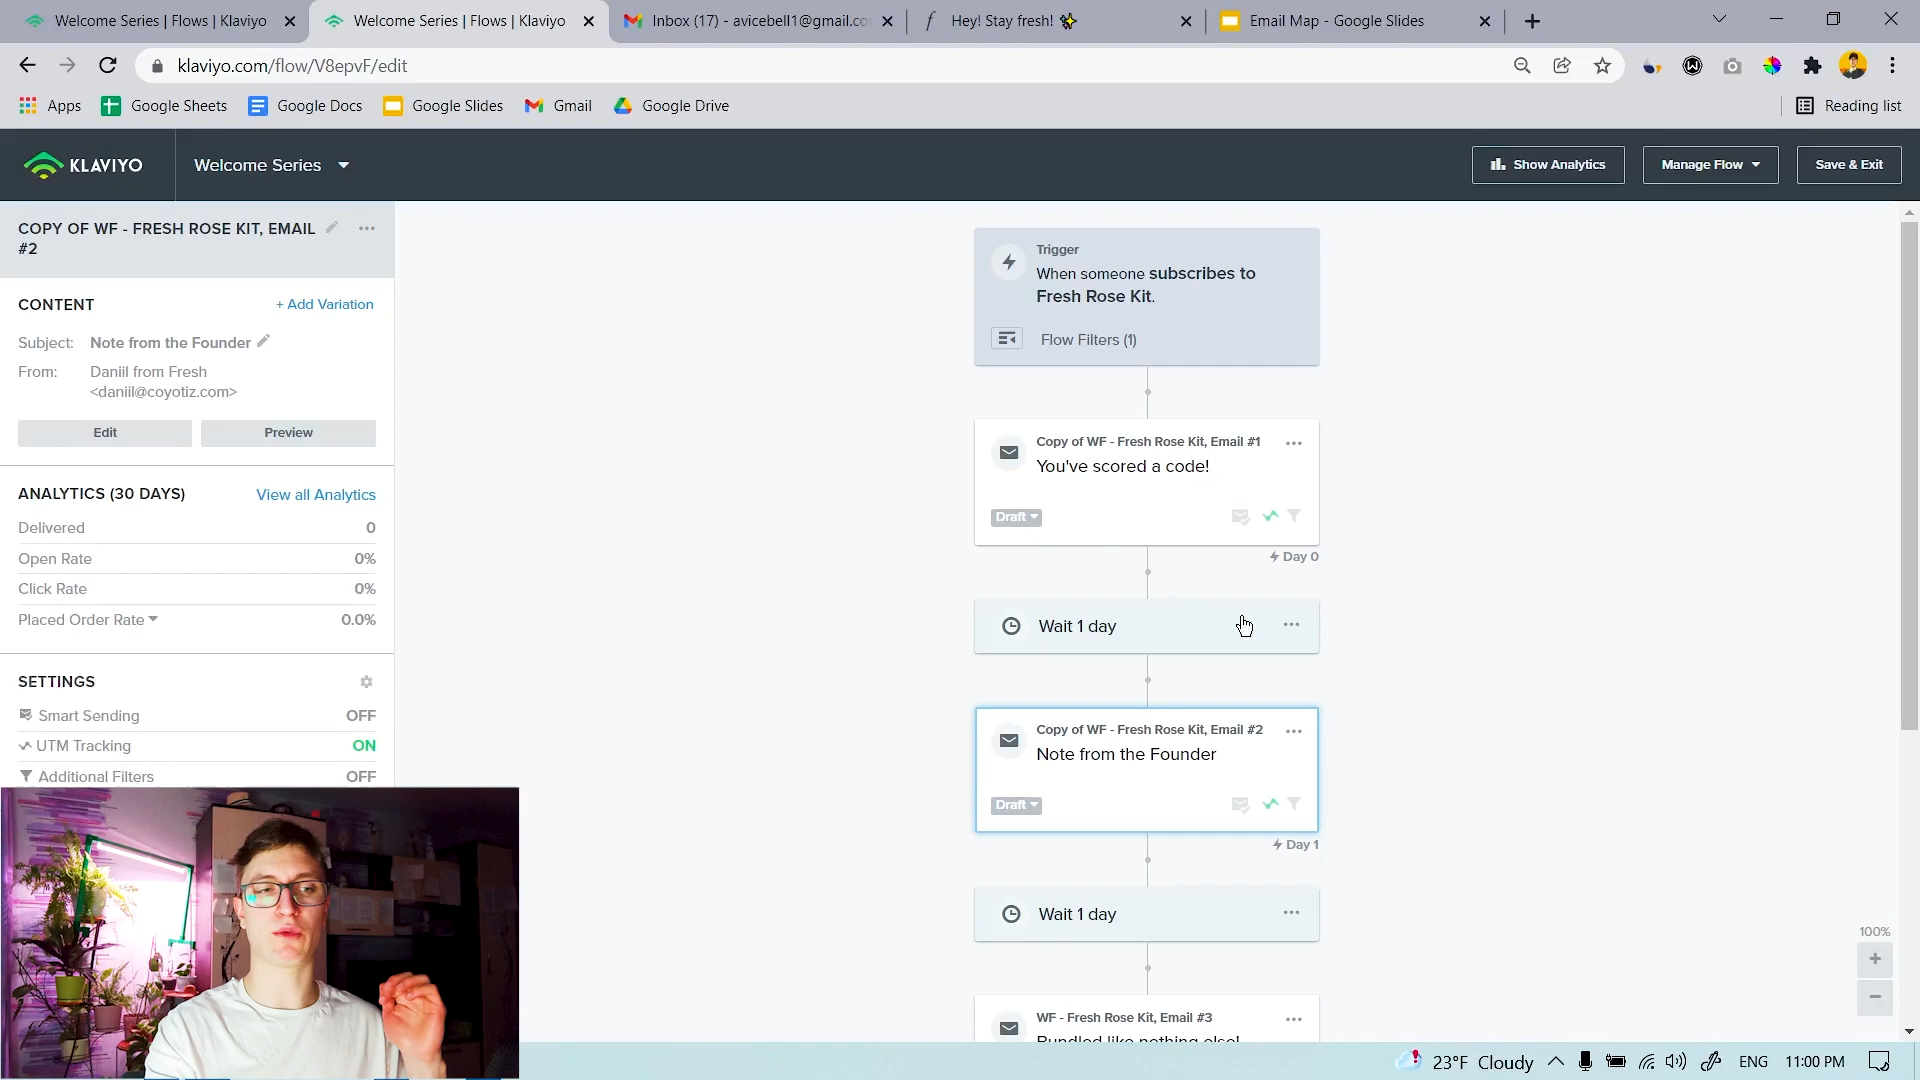 Welcome Series | Flows | Klaviyo
Welcome Series | Flows | Klaviyo
Inbox (17) - avicebell1@gmail.co
Hey! Stay fresh! ✨
Email Map - Google Slides
klaviyo.com/flow/V8epvF/edit
Apps
Google Sheets
Google Docs
Google Slides
Gmail
Google Drive
Reading list
KLAVIYO
Welcome Series
Show Analytics
Manage Flow
Save & Exit
COPY OF WF - FRESH ROSE KIT, EMAIL
#2
CONTENT
+ Add Variation
Subject: Note from the Founder
From: Daniil from Fresh
<daniil@coyotiz.com>
Edit
Preview
ANALYTICS (30 DAYS)
View all Analytics
Delivered 0
Open Rate 0%
Click Rate 0%
Placed Order Rate 0.0%
SETTINGS
Smart Sending OFF
UTM Tracking ON
Additional Filters OFF
Trigger
When someone subscribes to
Fresh Rose Kit.
Flow Filters (1)
Copy of WF - Fresh Rose Kit, Email #1
You've scored a code!
Draft
Day 0
Wait 1 day
Copy of WF - Fresh Rose Kit, Email #2
Note from the Founder
Draft
Day 1
Wait 1 day
WF - Fresh Rose Kit, Email #3
Bundled like nothing else!
100%
23°F Cloudy
ENG
11:00 PM